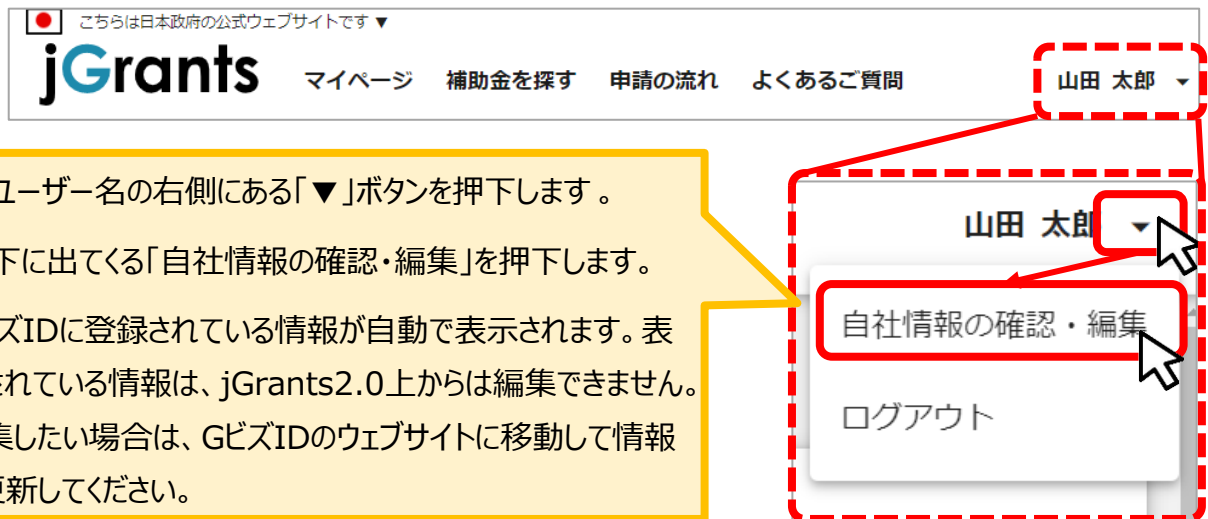 こちらは日本政府の公式ウェブサイトです ▼
jGrants マイページ 補助金を探す 申請の流れ よくあるご質問 山田 太郎 ▼
ユーザー名の右側にある「▼」ボタンを押下します。
下に出てくる「自社情報の確認・編集」を押下します。
ズIDに登録されている情報が自動で表示されます。表
されている情報は、jGrants2.0上からは編集できません。
集したい場合は、GビズIDのウェブサイトに移動して情報
更新してください。
山田 太郎 ▼
自社情報の確認・編集
ログアウト